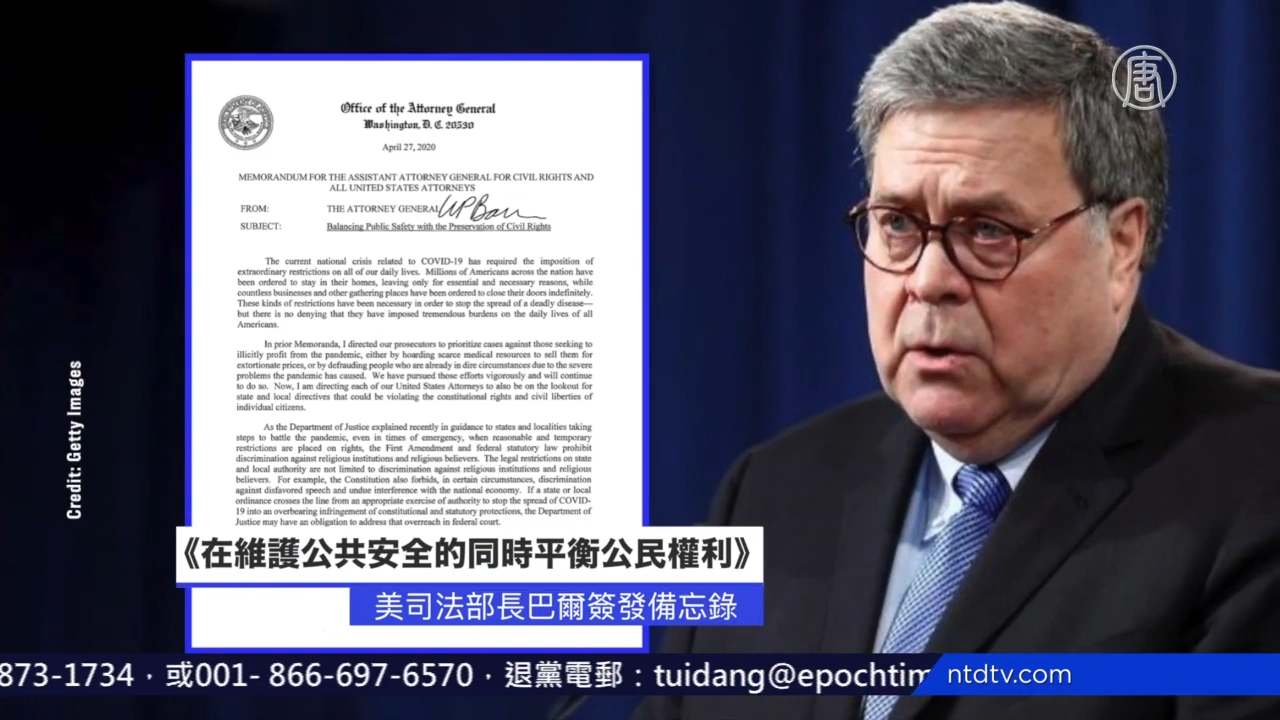 Office of the Attorney General
Washington, D. C. 20530
April 27, 2020
MEMORANDUM FOR THE ASSISTANT ATTORNEY GENERAL FOR CIVIL RIGHTS AND
ALL UNITED STATES ATTORNEYS
FROM: THE ATTORNEY GENERAL
SUBJECT: Balancing Public Safety with the Preservation of Civil Rights
The current national crisis related to COVID-19 has required the imposition of
extraordinary restrictions on all of our daily lives. Millions of Americans across the nation have
been ordered to stay in their homes, leaving only for essential and necessary reasons, while
countless businesses and other gathering places have been ordered to close their doors indefinitely.
These kinds of restrictions have been necessary in order to stop the spread of a deadly disease—
but there is no denying that they have imposed tremendous burdens on the daily lives of all
Americans.
In prior Memoranda, I directed our prosecutors to prioritize cases against those seeking to
illicitly profit from the pandemic, either by hoarding scarce medical resources to sell them for
extortionate prices, or by defrauding people who are already in dire circumstances due to the severe
problems the pandemic has caused. We have pursued those efforts vigorously and will continue
to do so. Now, I am directing each of our United States Attorneys to also be on the lookout for
state and local directives that could be violating the constitutional rights and civil liberties of
individual citizens.
As the Department of Justice explained recently in guidance to states and localities taking
steps to battle the pandemic, even in times of emergency, when reasonable and temporary
restrictions are placed on rights, the First Amendment and federal statutory law prohibit
discrimination against religious institutions and religious believers. The legal restrictions on state
and local authority are not limited to discrimination against religious institutions and religious
believers. For example, the Constitution also forbids, in certain circumstances, discrimination
against disfavored speech and undue interference with the national economy. If a state or local
ordinance crosses the line from an appropriate exercise of authority to stop the spread of COVID-
19 into an overbearing infringement of constitutional and statutory protections, the Department of
Justice may have an obligation to address that overreach in federal court.
唐
Credit: Getty Images
《在維護公共安全的同時平衡公民權利》
美司法部長巴爾簽發備忘錄
873-1734，或001- 866-697-6570，退黨電郵：tuidang@epochtim
ntdtv.com